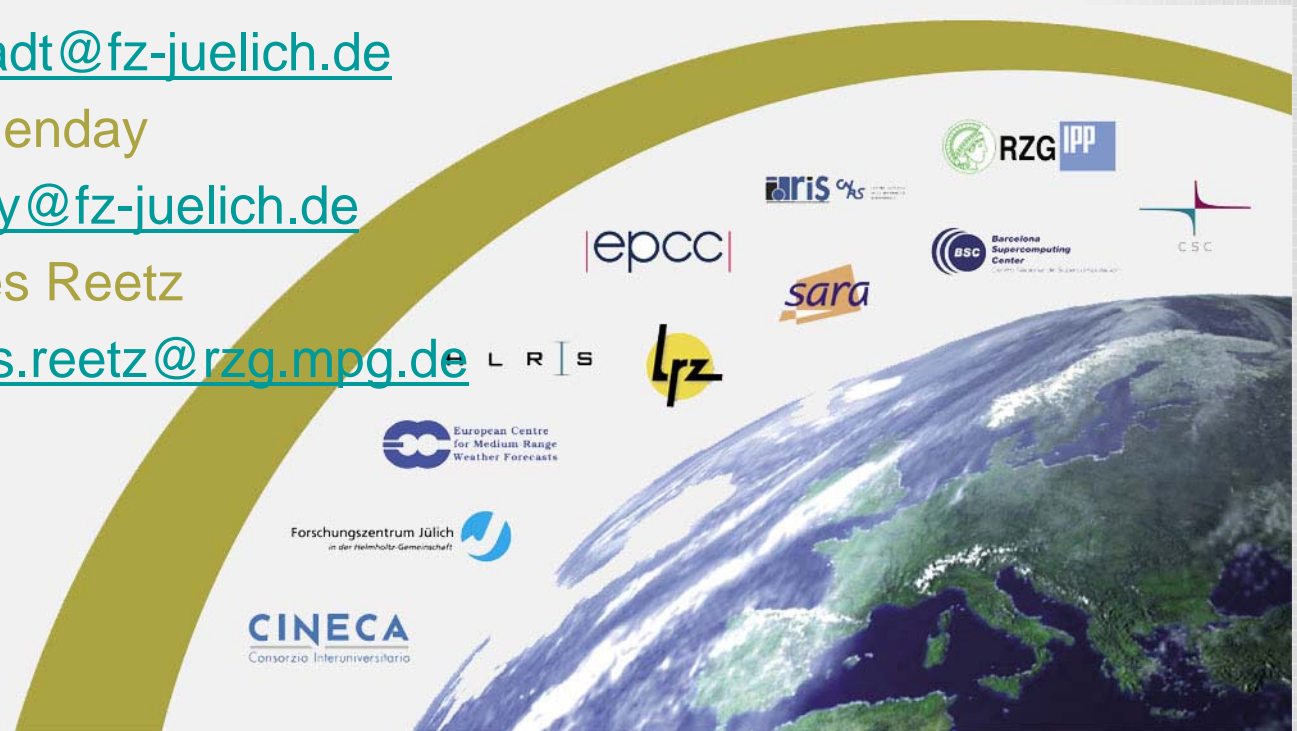 adt@fz-juelich.de
enday
y@fz-juelich.de
es Reetz
s.reetz@rzg.mpg.de
RZG IPP
CNRS
epcc
BSC Barcelona
Supercomputing
Center
CSC
sara
H L R I S
lrz
European Centre
for Medium-Range
Weather Forecasts
Forschungszentrum Jülich
in der Helmholtz-Gemeinschaft
CINECA
Consorzio Interuniversitario